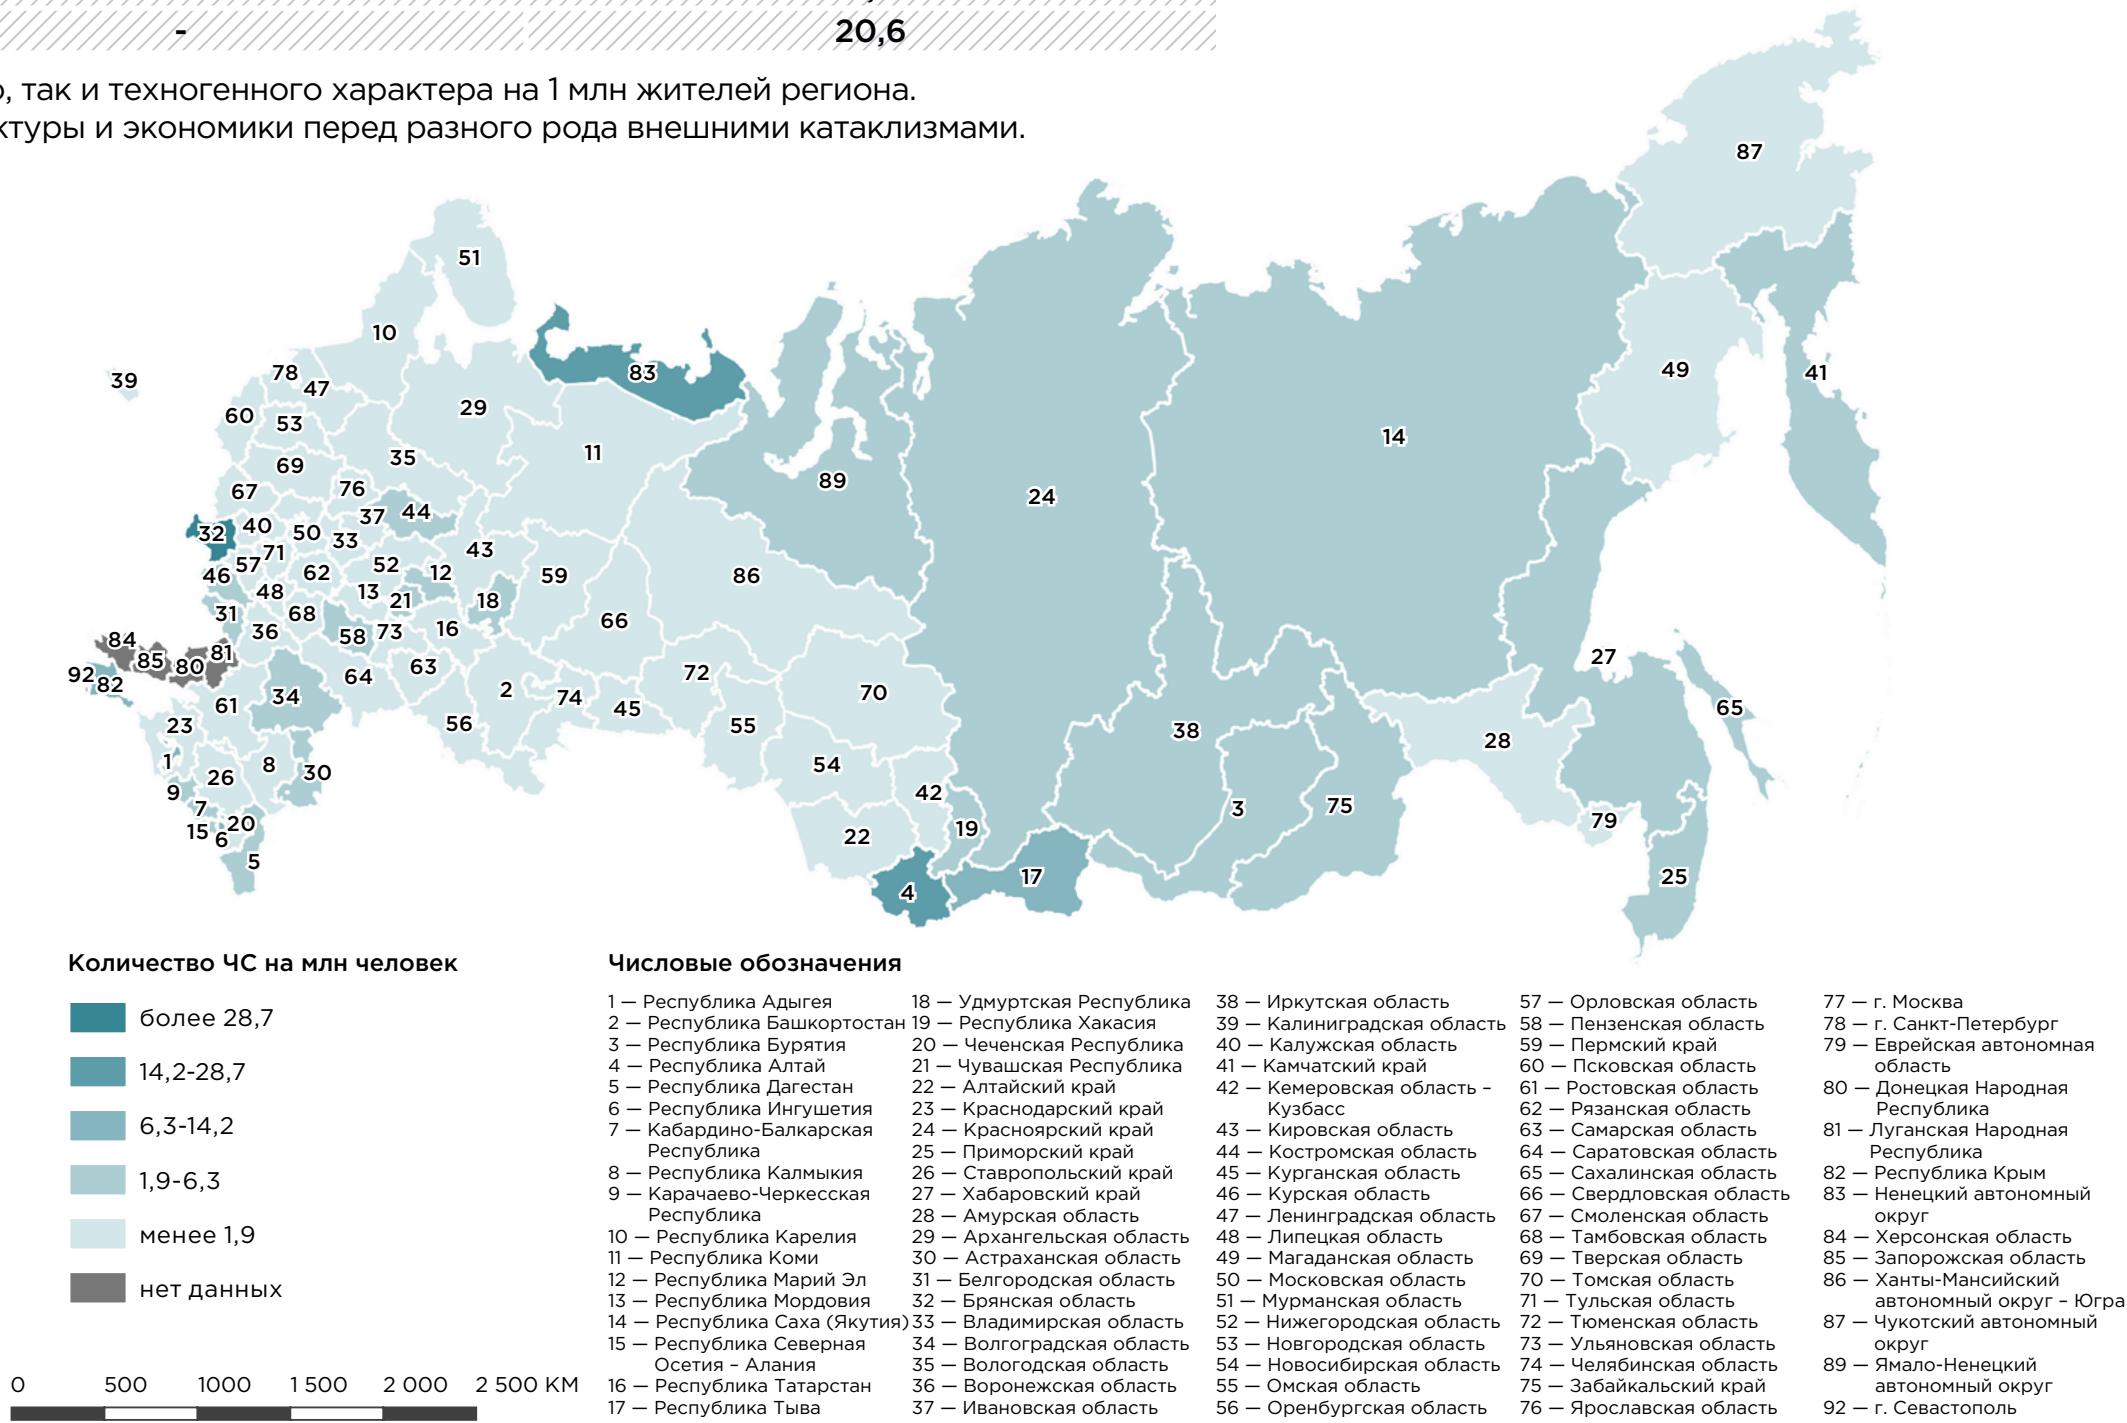 -
20,6
, так и техногенного характера на 1 млн жителей региона.
ктуры и экономики перед разного рода внешними катаклизмами.
87
51
10
39
78
47
83
49
41
60
53
29
14
11
35
69
89
67
76
24
44
37
32
40
50
33
71
43
57
52
46
62
12
59
86
48
13
21
18
31
68
66
36
58
73
16
84
85
80
81
27
92
82
63
64
72
34
2
70
61
74
45
65
23
56
55
38
28
1
26
8
30
54
9
42
3
75
7
15
20
6
19
79
22
5
4
17
25
Количество ЧС на млн человек
более 28,7
14,2-28,7
6,3-14,2
1,9-6,3
менее 1,9
нет данных
0 500 1000 1 500 2 000 2 500 КМ
Числовые обозначения
1 — Республика Адыгея
2 — Республика Башкортостан
3 — Республика Бурятия
4 — Республика Алтай
5 — Республика Дагестан
6 — Республика Ингушетия
7 — Кабардино-Балкарская
Республика
8 — Республика Калмыкия
9 — Карачаево-Черкесская
Республика
10 — Республика Карелия
11 — Республика Коми
12 — Республика Марий Эл
13 — Республика Мордовия
14 — Республика Саха (Якутия)
15 — Республика Северная
Осетия – Алания
16 — Республика Татарстан
17 — Республика Тыва
18 — Удмуртская Республика
19 — Республика Хакасия
20 — Чеченская Республика
21 — Чувашская Республика
22 — Алтайский край
23 — Краснодарский край
24 — Красноярский край
25 — Приморский край
26 — Ставропольский край
27 — Хабаровский край
28 — Амурская область
29 — Архангельская область
30 — Астраханская область
31 — Белгородская область
32 — Брянская область
33 — Владимирская область
34 — Волгоградская область
35 — Вологодская область
36 — Воронежская область
37 — Ивановская область
38 — Иркутская область
39 — Калининградская область
40 — Калужская область
41 — Камчатский край
42 — Кемеровская область –
Кузбасс
43 — Кировская область
44 — Костромская область
45 — Курганская область
46 — Курская область
47 — Ленинградская область
48 — Липецкая область
49 — Магаданская область
50 — Московская область
51 — Мурманская область
52 — Нижегородская область
53 — Новгородская область
54 — Новосибирская область
55 — Омская область
56 — Оренбургская область
57 — Орловская область
58 — Пензенская область
59 — Пермский край
60 — Псковская область
61 — Ростовская область
62 — Рязанская область
63 — Самарская область
64 — Саратовская область
65 — Сахалинская область
66 — Свердловская область
67 — Смоленская область
68 — Тамбовская область
69 — Тверская область
70 — Томская область
71 — Тульская область
72 — Тюменская область
73 — Ульяновская область
74 — Челябинская область
75 — Забайкальский край
76 — Ярославская область
77 — г. Москва
78 — г. Санкт-Петербург
79 — Еврейская автономная
область
80 — Донецкая Народная
Республика
81 — Луганская Народная
Республика
82 — Республика Крым
83 — Ненецкий автономный
округ
84 — Херсонская область
85 — Запорожская область
86 — Ханты-Мансийский
автономный округ – Югра
87 — Чукотский автономный
округ
89 — Ямало-Ненецкий
автономный округ
92 — г. Севастополь